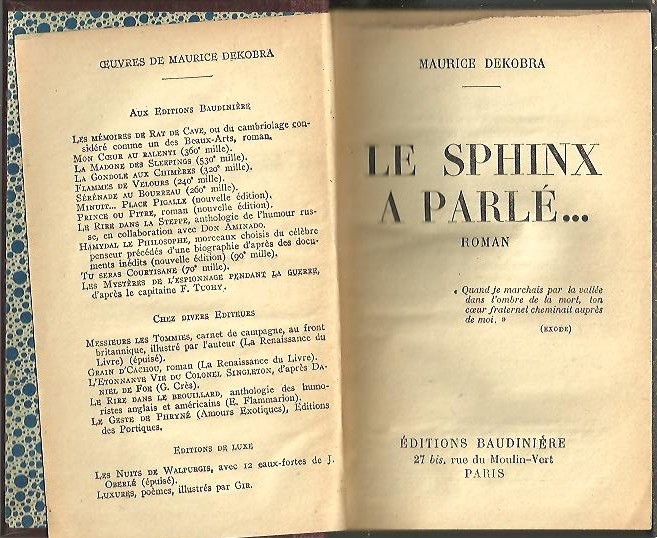 ŒUVRES DE MAURICE DEKOBRA
AUX EDITIONS BAUDINIÈRE
LES MÉMOIRES DE RAT DE CAVE, ou du cambriolage con-
sidéré comme un des Beaux-Arts, roman.
MON CŒUR AU RALENTI (360e mille).
LA MADONE DES SLEEPINGS (530e mille).
LA GONDOLE AUX CHIMÈRES (320e mille).
FLAMMES DE VELOURS (240e mille).
SÉRÉNADE AU BOURREAU (260e mille).
MINUIT... PLACE PIGALLE (nouvelle édition).
PRINCE OU PITRE, roman (nouvelle édition).
LE RIRE DANS LA STEPPE, anthologie de l'humour rus-
se, en collaboration avec DON AMINADO.
HAMYDAL LE PHILOSOPHE, morceaux choisis du célèbre
penseur précédés d'une biographie d'après des docu-
ments inédits (nouvelle édition) (90e mille).
TU SERAS COURTISANE (70e mille).
LES MYSTÈRES DE L'ESPIONNAGE PENDANT LA GUERRE,
d'après le capitaine F. TUOHY.
CHEZ DIVERS EDITEURS
MESSIEURS LES TOMMIES, carnet de campagne, au front
britannique, illustré par l'auteur (La Renaissance du
Livre) (épuisé).
GRAIN D'CACHOU, roman (La Renaissance du Livre).
L'ETONNANTE VIE DU COLONEL SINGLETON, d'après DA-
NIEL DE FOE (G. Crès).
LE RIRE DANS LE BROUILLARD, anthologie des humo-
ristes anglais et américains (E. Flammarion).
LE GESTE DE PHRYNÉ (Amours Exotiques), Editions
des Portiques.
EDITIONS DE LUXE
LES NUITS DE WALPURGIS, avec 12 eaux-fortes de J.
OBERLÉ (épuisé).
LUXURES, poèmes, illustrés par GIR.
MAURICE DEKOBRA
LE SPHINX
A PARLÉ...
ROMAN
« Quand je marchais par la vallée
dans l'ombre de la mort, ton
cœur fraternel cheminait auprès
de moi. »
(EXODE)
ÉDITIONS BAUDINIÈRE
27 bis, rue du Moulin-Vert
PARIS